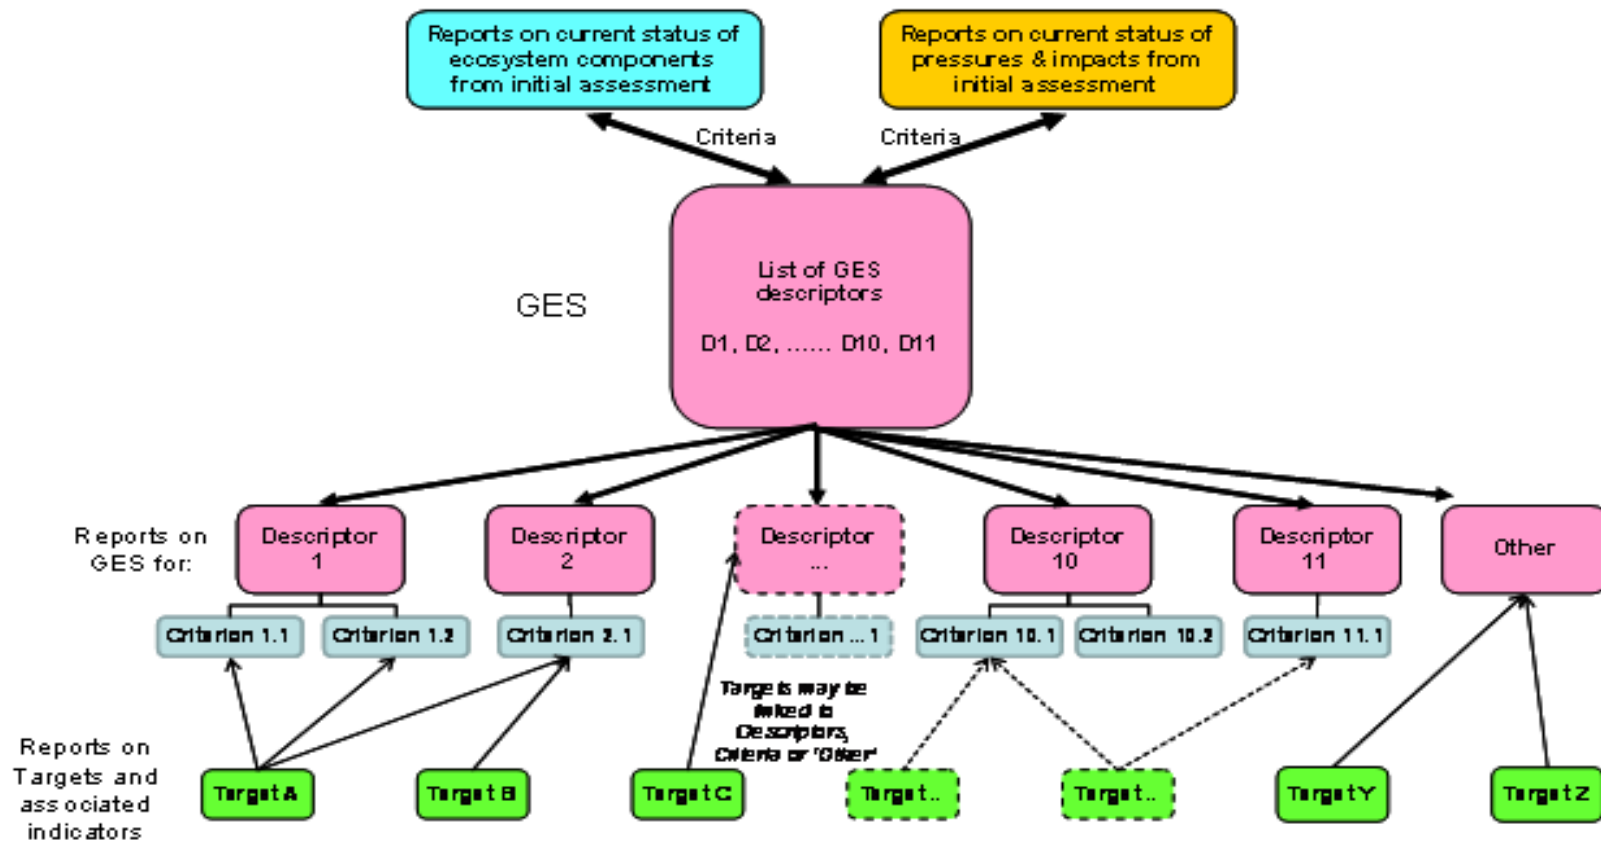 Reports on current status of
ecosystem components
from initial assessment
Reports on current status of
pressures & impacts from
initial assessment
Criteria
Criteria
GES
List of GES
descriptors
D1, D2, ...... D10, D11
Reports on
GES for:
Descriptor
1
Descriptor
2
Descriptor
...
Descriptor
10
Descriptor
11
Other
Criterion 1.1
Criterion 1.2
Criterion 2.1
Criterion ... 1
Criterion 10.1
Criterion 10.2
Criterion 11.1
Targets may be
linked to
Descriptors,
Criteria or 'Other'
Reports on
Targets and
associated
indicators
Target A
Target B
Target C
Target..
Target..
Target Y
Target Z